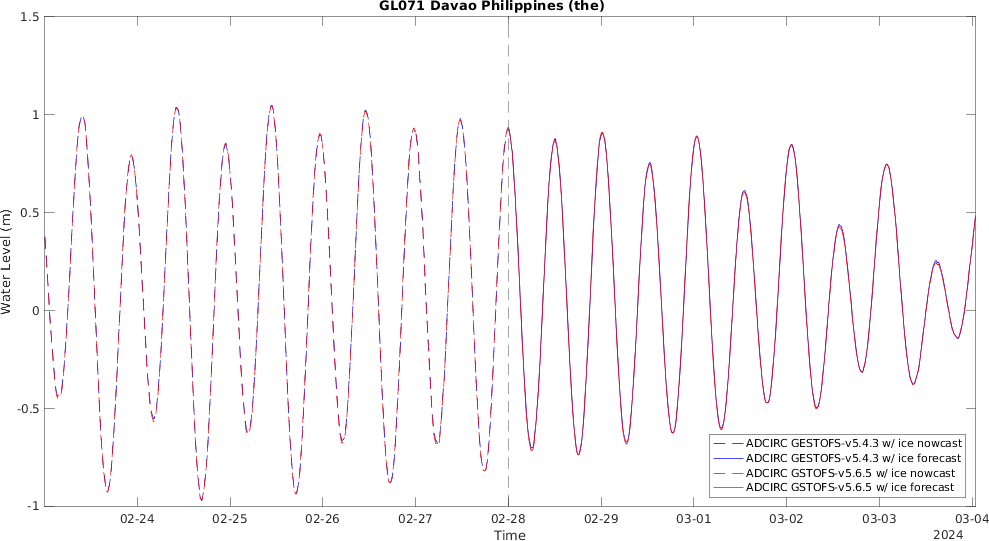 GL071 Davao Philippines (the)
1.5
1
0.5
0
-0.5
-1
Water Level (m)
02-24 02-25 02-26 02-27 02-28 02-29 03-01 03-02 03-03 03-04
Time
2024
ADCIRC GESTOFS-v5.4.3 w/ ice nowcast
ADCIRC GESTOFS-v5.4.3 w/ ice forecast
ADCIRC GSTOFS-v5.6.5 w/ ice nowcast
ADCIRC GSTOFS-v5.6.5 w/ ice forecast